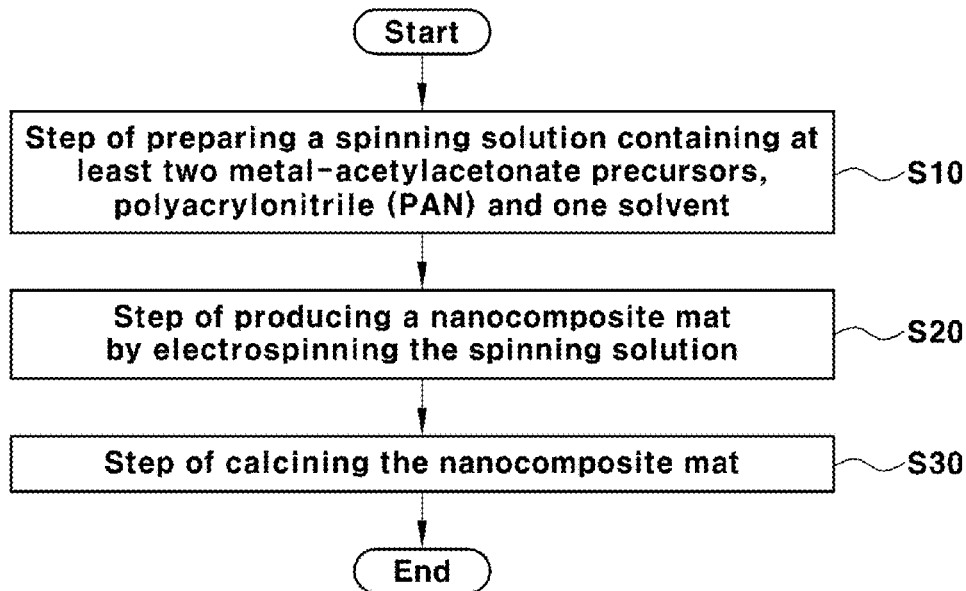 Start
Step of preparing a spinning solution containing at
least two metal-acetylacetonate precursors,
polyacrylonitrile (PAN) and one solvent
S10
Step of producing a nanocomposite mat
by electrospinning the spinning solution
S20
Step of calcining the nanocomposite mat
S30
End